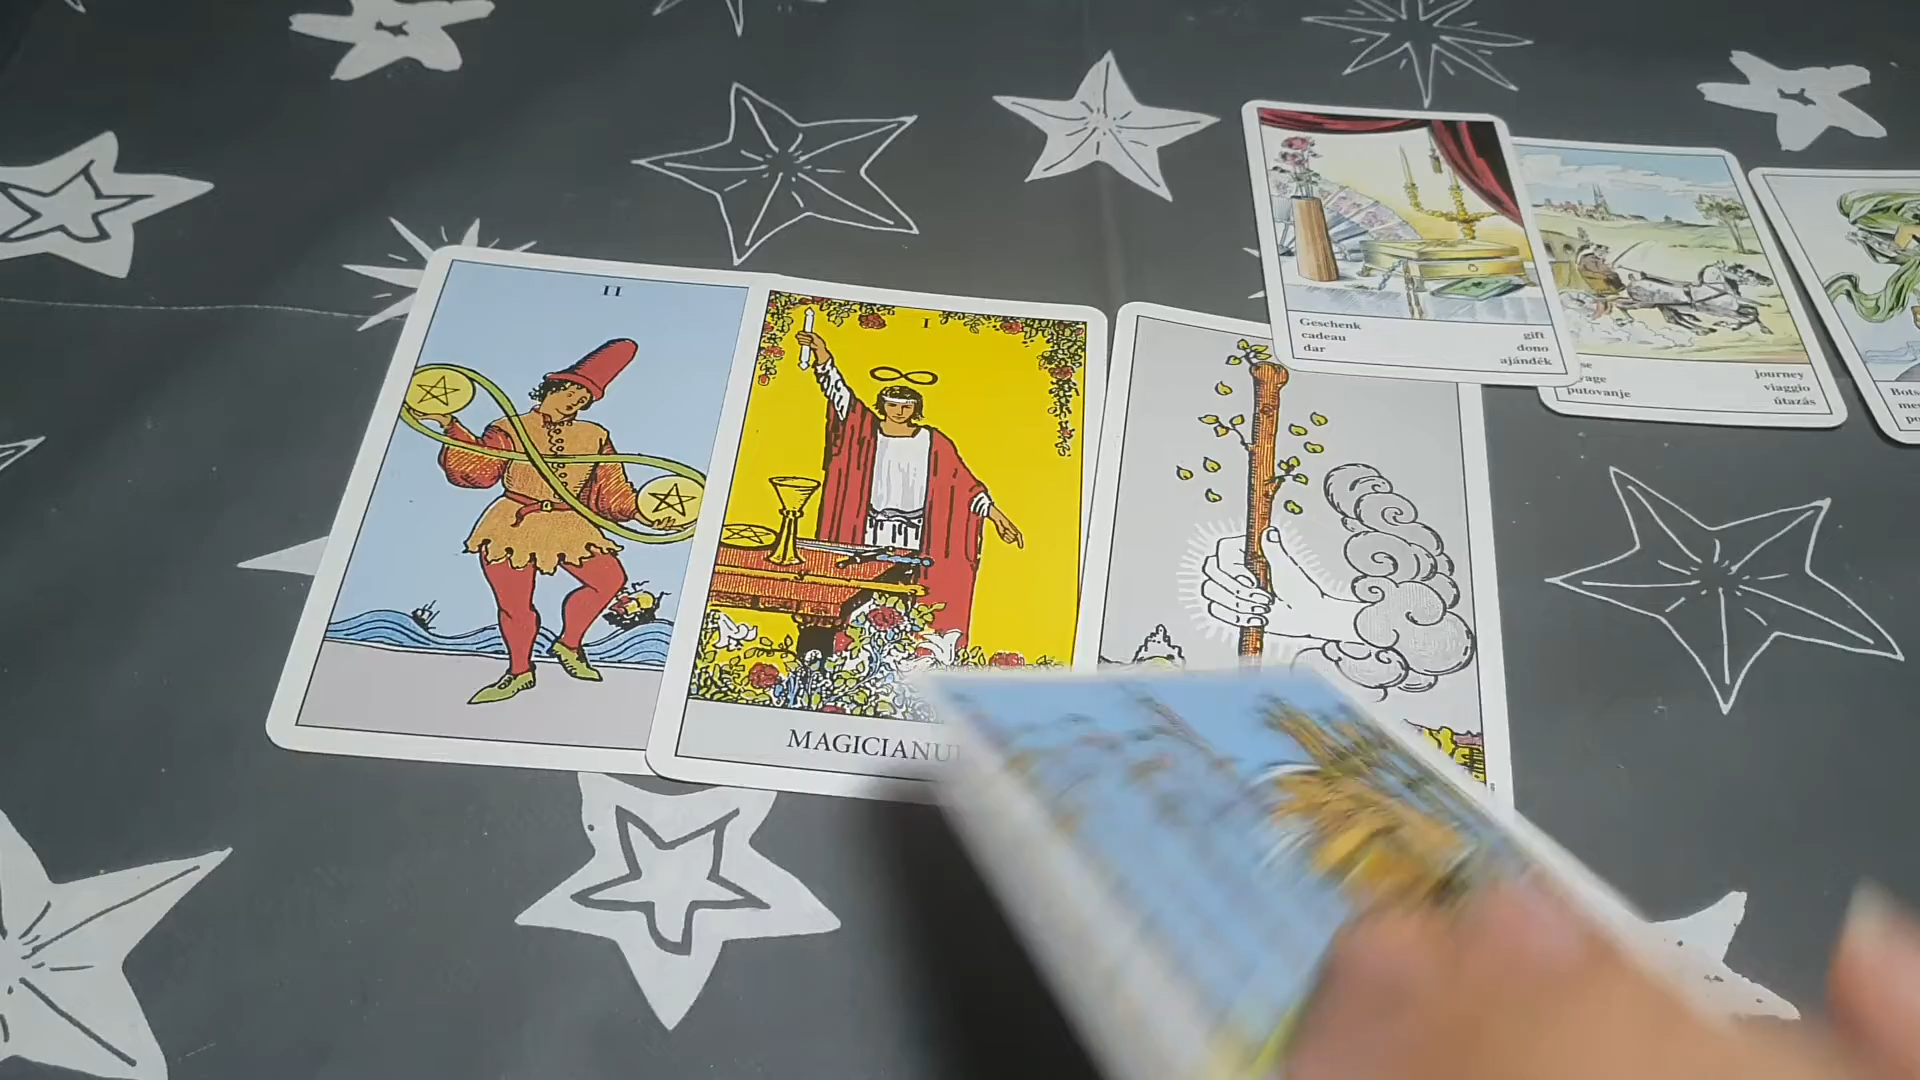 II
I
MAGICIANU
Geschenk
cadeau
dar
gift
dono
ajándék
putovanje
journey
viaggio
útazás